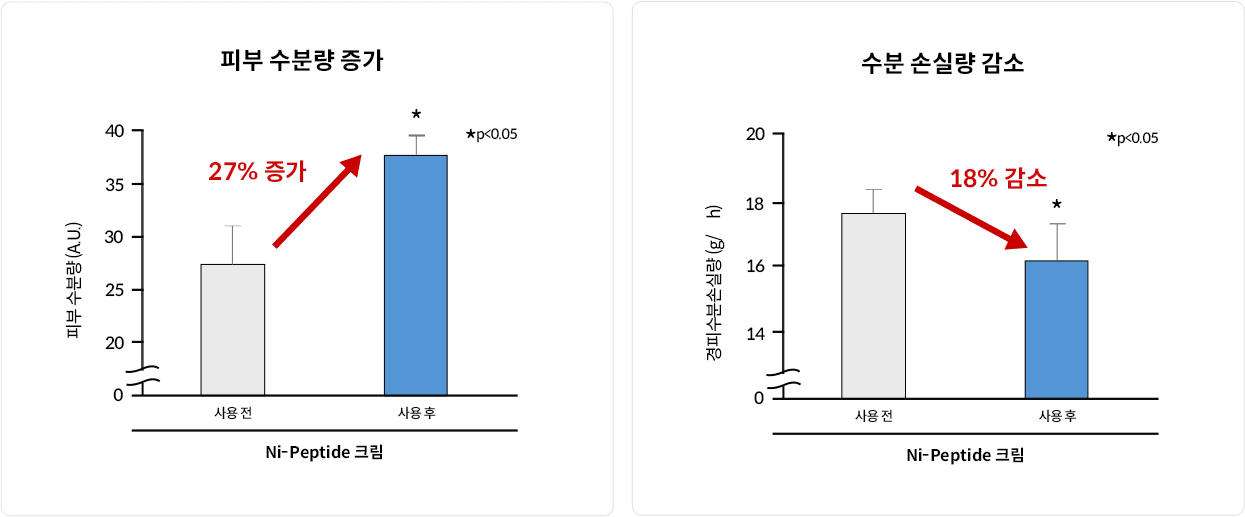 피부 수분량 증가
*
*p<0.05
27% 증가
피부 수분량 (A.U.)
40
35
30
25
20
0
사용 전
사용 후
Ni-Peptide 크림
수분 손실량 감소
*p<0.05
18% 감소
*
경피수분손실량 (g/ h)
20
18
16
14
0
사용 전
사용 후
Ni-Peptide 크림